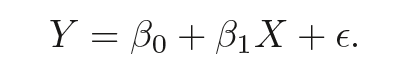 Y = β₀ + β₁X + ϵ.